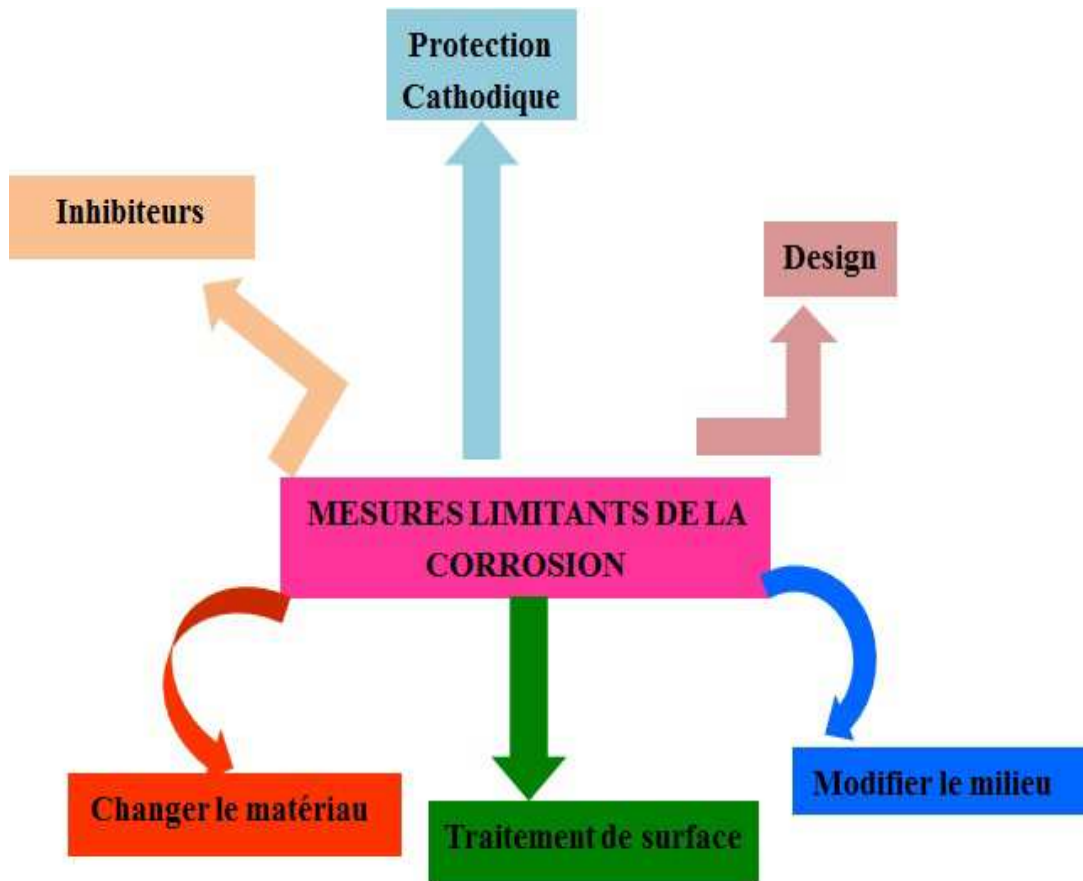 Protection
Cathodique
Inhibiteurs
Design
MESURES LIMITANTS DE LA
CORROSION
Changer le matériau
Traitement de surface
Modifier le milieu